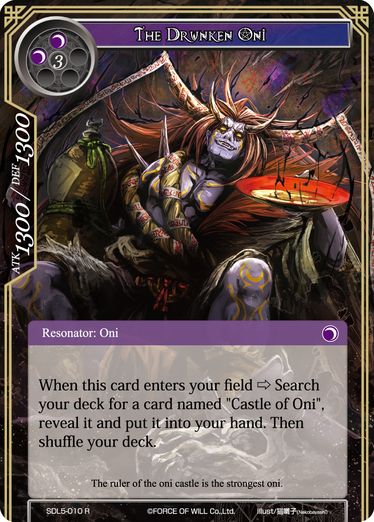 The Drunken Oni
3
ATK 1300 / DEF 1300
Resonator: Oni
When this card enters your field ⇨ Search
your deck for a card named "Castle of Oni",
reveal it and put it into your hand. Then
shuffle your deck.
The ruler of the oni castle is the strongest oni.
SDL5-010 R ©FORCE OF WILL Co.,Ltd.